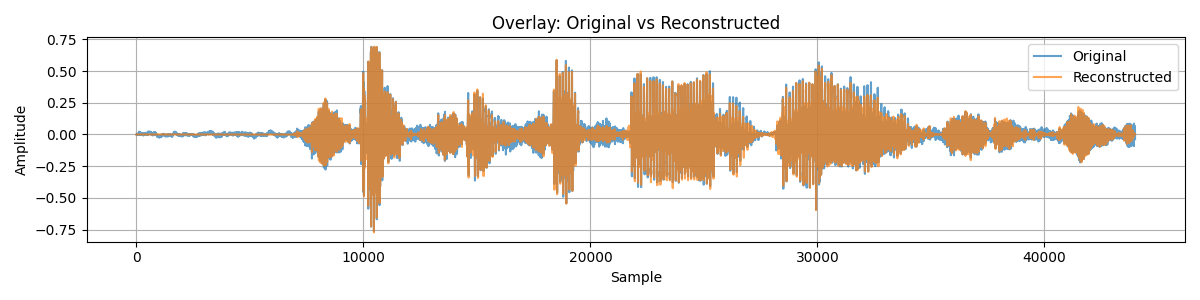 Overlay: Original vs Reconstructed
Amplitude
0.75
0.50
0.25
0.00
−0.25
−0.50
−0.75
Original
Reconstructed
0
10000
20000
30000
40000
Sample